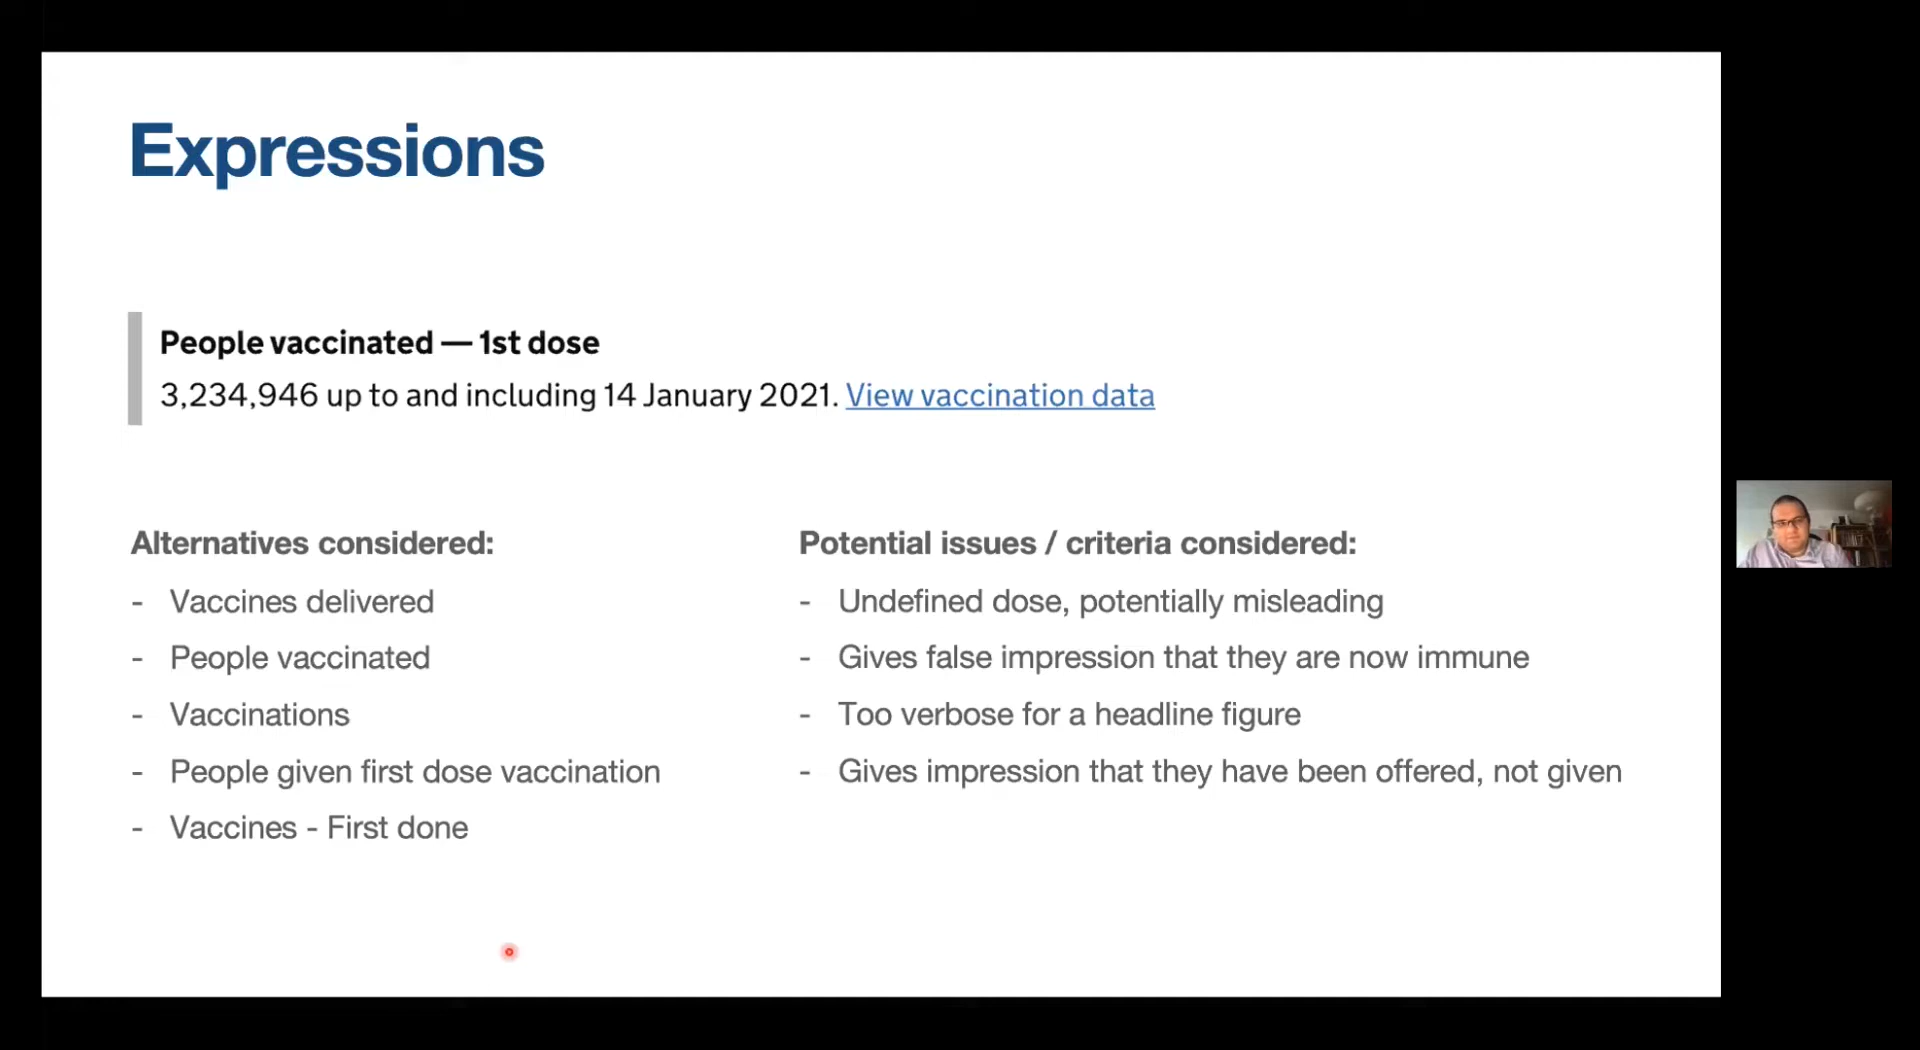 Expressions
People vaccinated — 1st dose
3,234,946 up to and including 14 January 2021. View vaccination data
Alternatives considered:
- Vaccines delivered
- People vaccinated
- Vaccinations
- People given first dose vaccination
- Vaccines - First done
Potential issues / criteria considered:
- Undefined dose, potentially misleading
- Gives false impression that they are now immune
- Too verbose for a headline figure
- Gives impression that they have been offered, not given